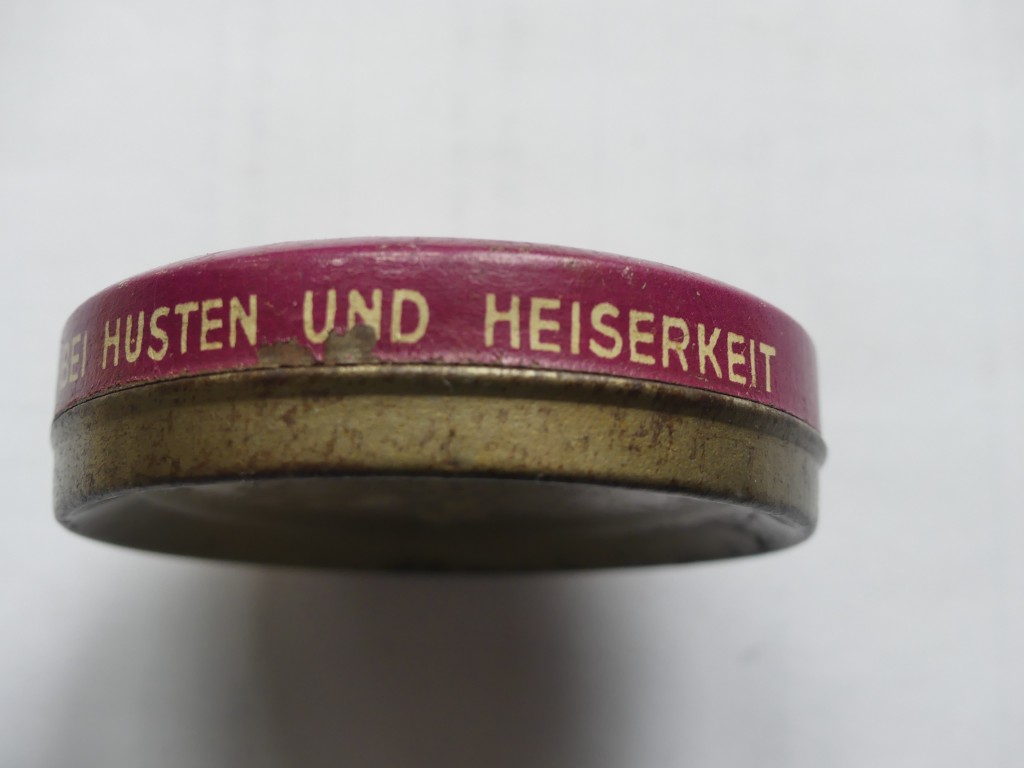 BEI HUSTEN UND HEISERKEIT